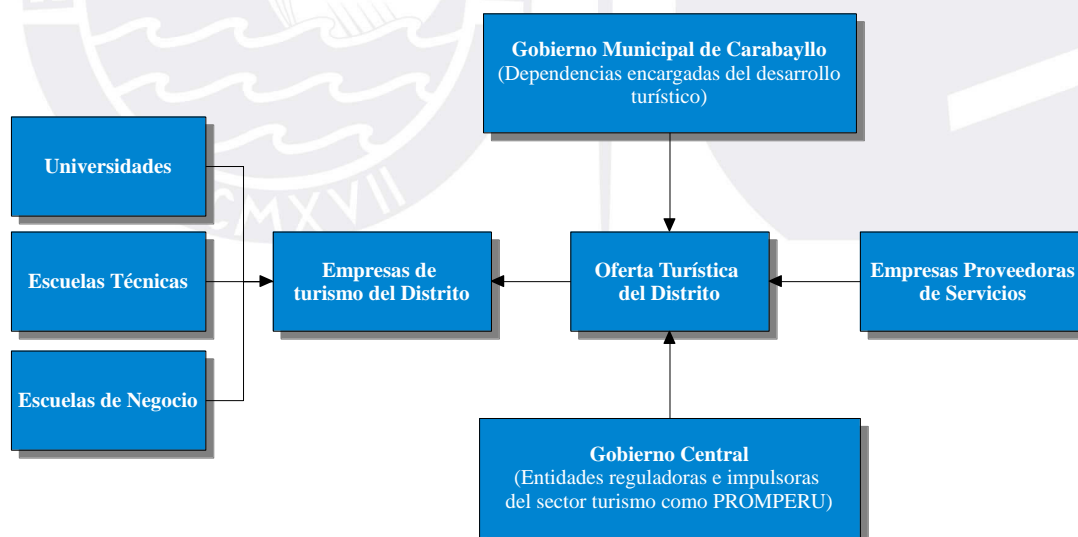 Gobierno Municipal de Carabayllo
(Dependencias encargadas del desarrollo
turístico)
Universidades
CMXVII
Escuelas Técnicas
Empresas de
turismo del Distrito
Oferta Turística
del Distrito
Empresas Proveedoras
de Servicios
Escuelas de Negocio
Gobierno Central
(Entidades reguladoras e impulsoras
del sector turismo como PROMPERU)